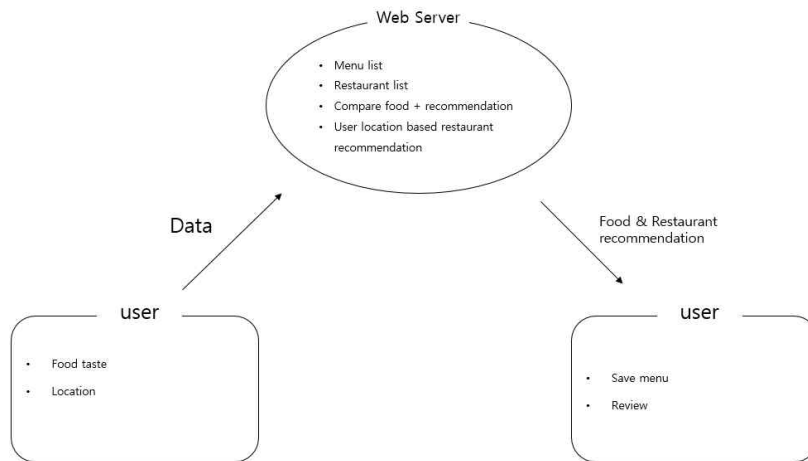 Web Server
• Menu list
• Restaurant list
• Compare food + recommendation
• User location based restaurant
recommendation
Data
Food & Restaurant
recommendation
user
• Food taste
• Location
user
• Save menu
• Review